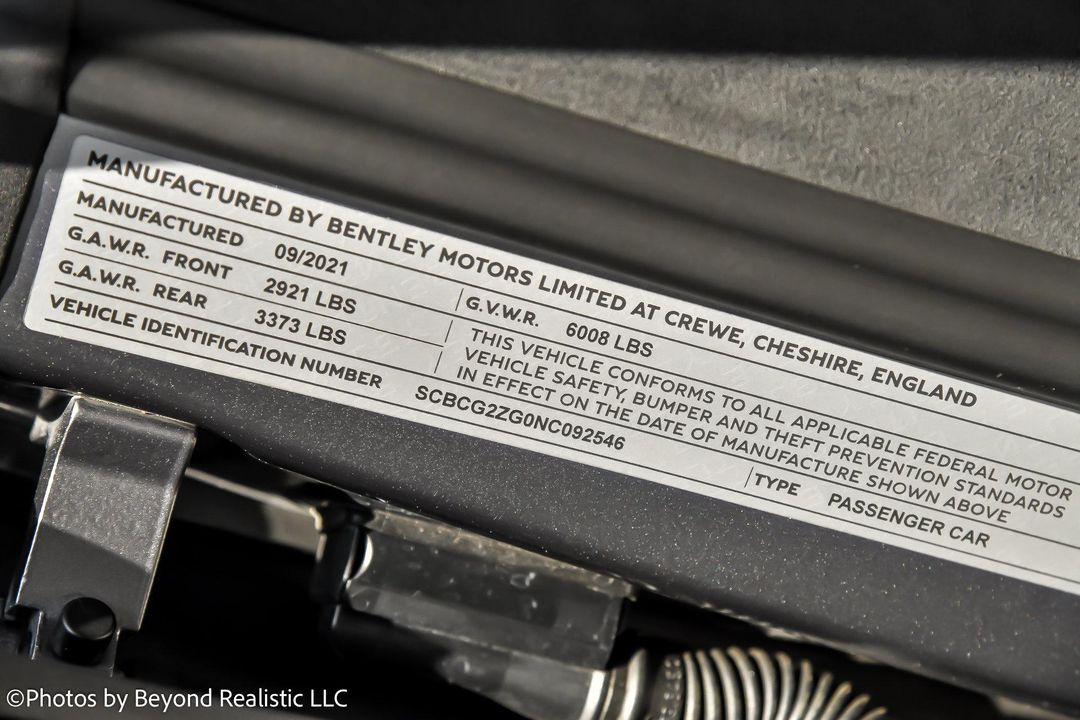 MANUFACTURED BY BENTLEY MOTORS LIMITED AT CREWE, CHESHIRE, ENGLAND
MANUFACTURED 09/2021
G.A.W.R. FRONT 2921 LBS
G.A.W.R. REAR 3373 LBS
G.V.W.R. 6008 LBS
THIS VEHICLE CONFORMS TO ALL APPLICABLE FEDERAL MOTOR
VEHICLE SAFETY, BUMPER AND THEFT PREVENTION STANDARDS
IN EFFECT ON THE DATE OF MANUFACTURE SHOWN ABOVE
VEHICLE IDENTIFICATION NUMBER SCBCG2ZG0NC092546
TYPE PASSENGER CAR
©Photos by Beyond Realistic LLC